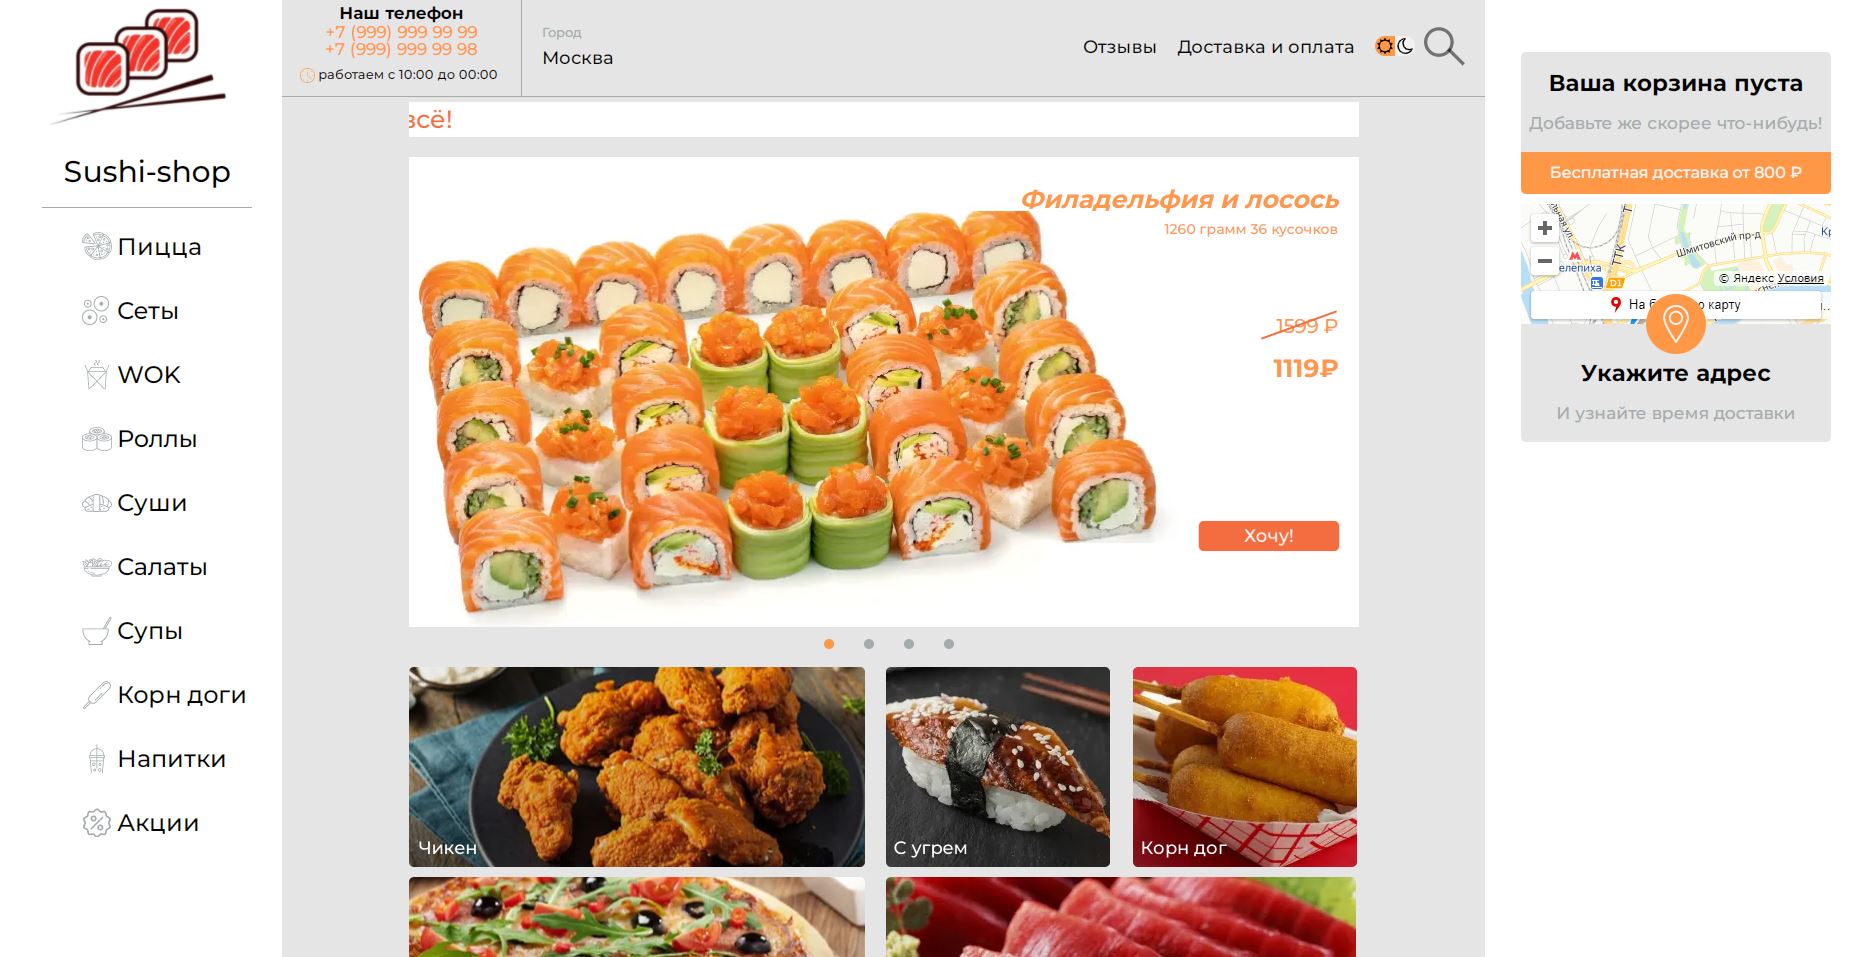 Sushi-shop
Пицца
Сеты
WOK
Роллы
Суши
Салаты
Супы
Корн доги
Напитки
Акции
Наш телефон
+7 (999) 999 99 99
+7 (999) 999 99 98
работаем с 10:00 до 00:00
Город
Москва
Отзывы
Доставка и оплата
всё!
Филадельфия и лосось
1260 грамм 36 кусочков
1599 ₽
1119₽
Хочу!
Чикен
С угрем
Корн дог
Ваша корзина пуста
Добавьте же скорее что-нибудь!
Бесплатная доставка от 800 ₽
ТТК
Шмитовский пр-д
D1
© Яндекс Условия
На карту
Укажите адрес
И узнайте время доставки